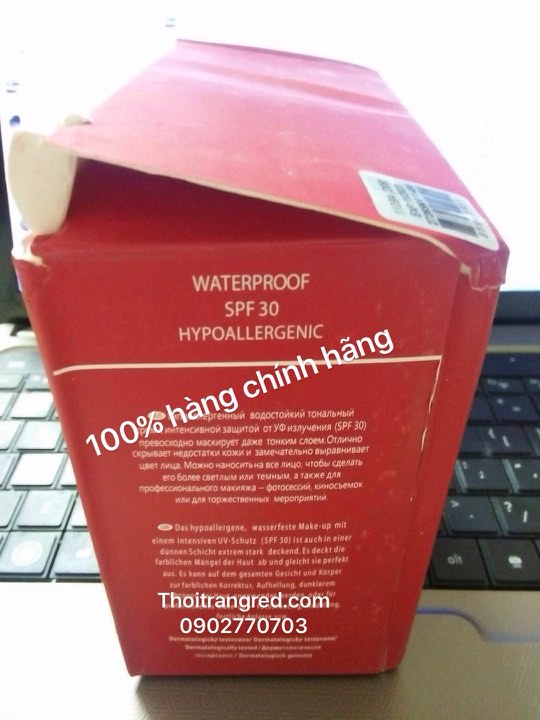 WATERPROOF
SPF 30
HYPOALLERGENIC
100% hàng chính hãng
водостойкий тональный
интенсивной защитой от УФ излучения (SPF 30)
превосходно маскирует даже тонким слоем.Отлично
скрывает недостатки кожи и замечательно выравнивает
цвет лица. Можно наносить на все лицо, чтобы сделать
его более светлым или темным, а также для
профессионального макияжа – фотосессий, киносъемок
или для торжественных мероприятий.
Das hypoallergene, wasserfeste Make-up mit
einem intensiven UV-Schutz (SPF 30) ist auch in einer
dünnen Schicht extrem stark deckend. Es deckt die
farblichen Mängel der Haut ab und gleicht sie perfekt
aus. Es kann auf dem gesamten Gesicht und Körper
zur farblichen Korrektur, Aufhellung, dunklerem
Thoitrangred.com
0902770703
Dermatologicky testováno/ Dermatologicky testované/
Dermatologically tested / Дерматологически
тестировано / Dermatologisch getestet